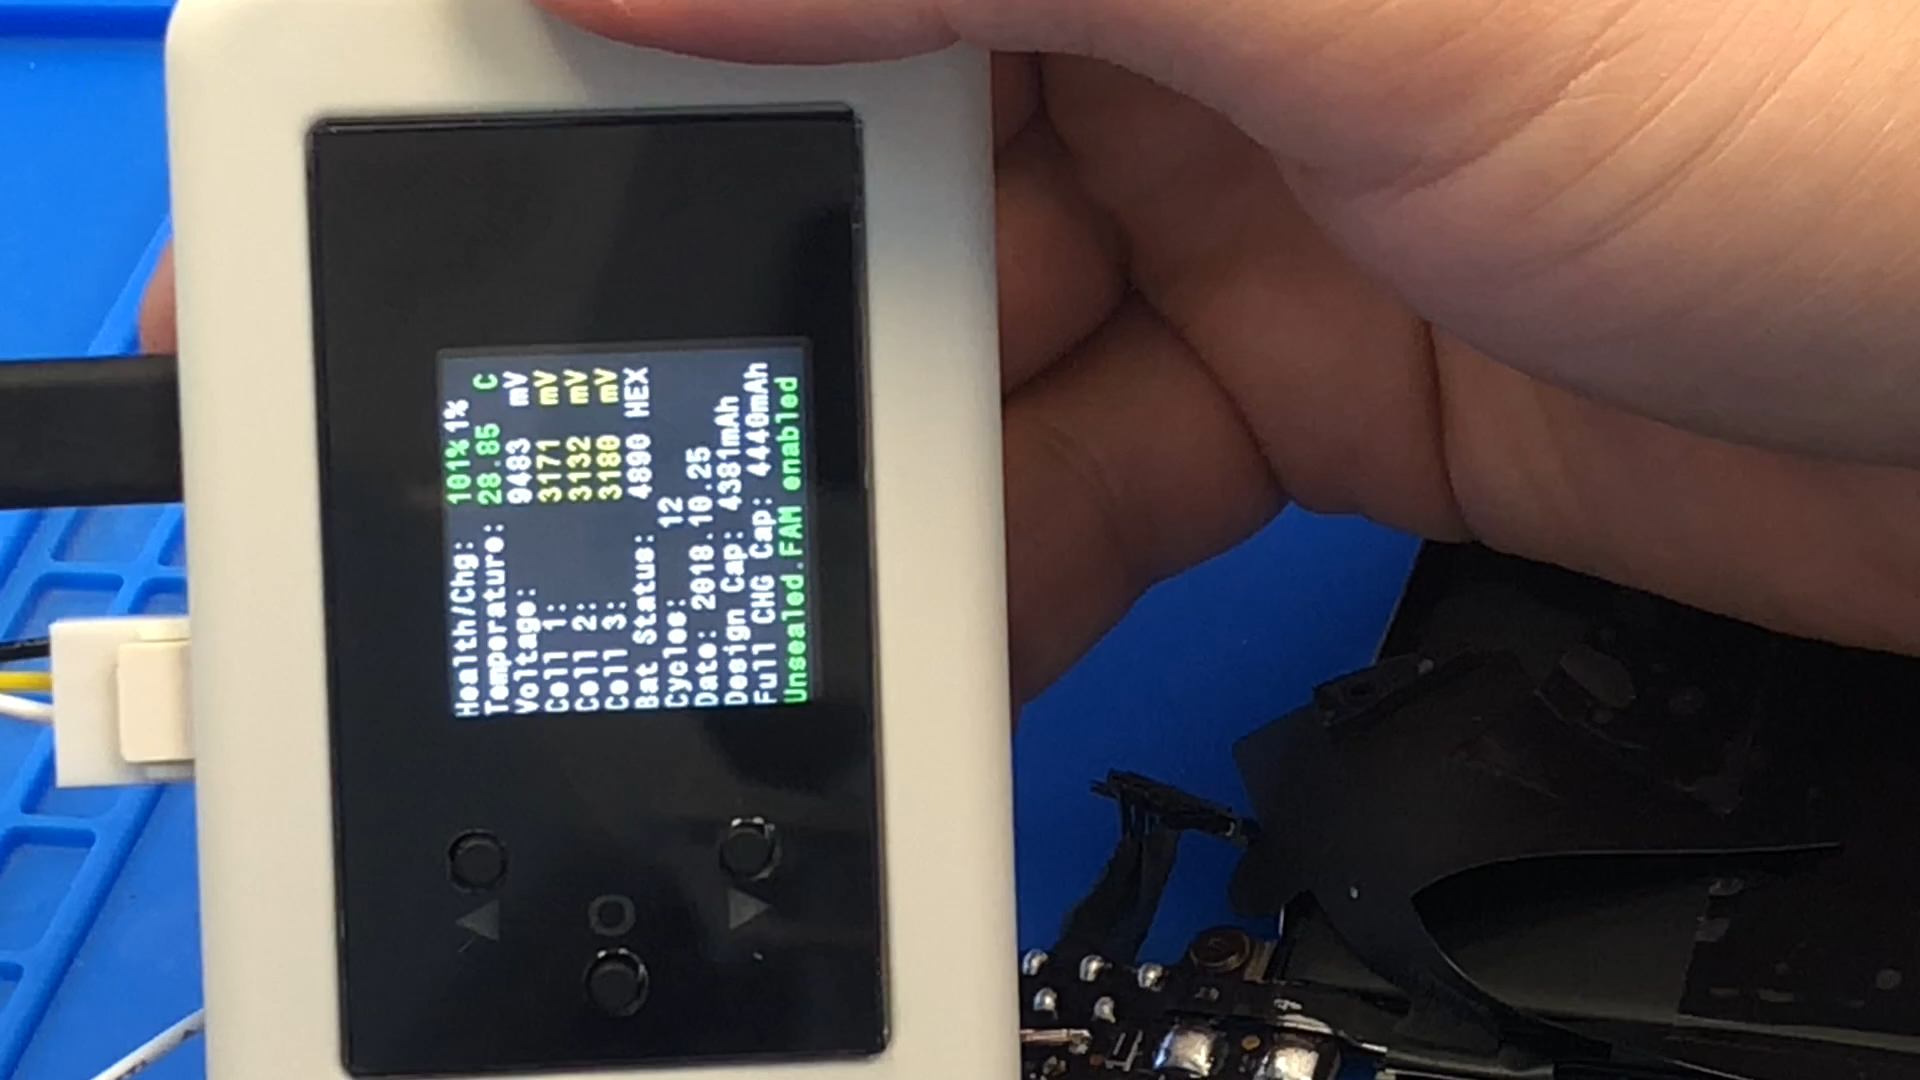 Health/Chg: 101% 1%
Temperature: 28.85 C
Voltage: 9483 mV
Cell 1: 3171 mV
Cell 2: 3132 mV
Cell 3: 3180 mV
Bat Status: 4890 HEX
Cycles: 12
Date: 2018.10.25
Design Cap: 4381mAh
Full CHG Cap: 4440mAh
Unsealed.FAM enabled